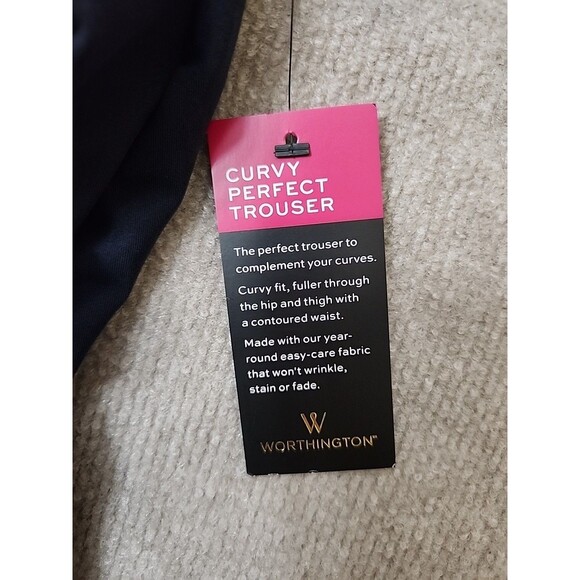 CURVY
PERFECT
TROUSER
The perfect trouser to
complement your curves.
Curvy fit, fuller through
the hip and thigh with
a contoured waist.
Made with our year-
round easy-care fabric
that won't wrinkle,
stain or fade.
W
WORTHINGTON™